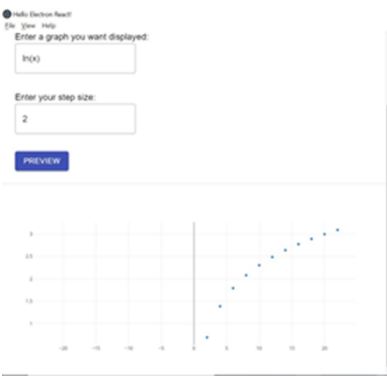 Hello Electron React!
File View Help
Enter a graph you want displayed:
ln(x)
Enter your step size:
2
PREVIEW
3
2.5
2
1.5
1
-20 -15 -10 -5 0 5 10 15 20